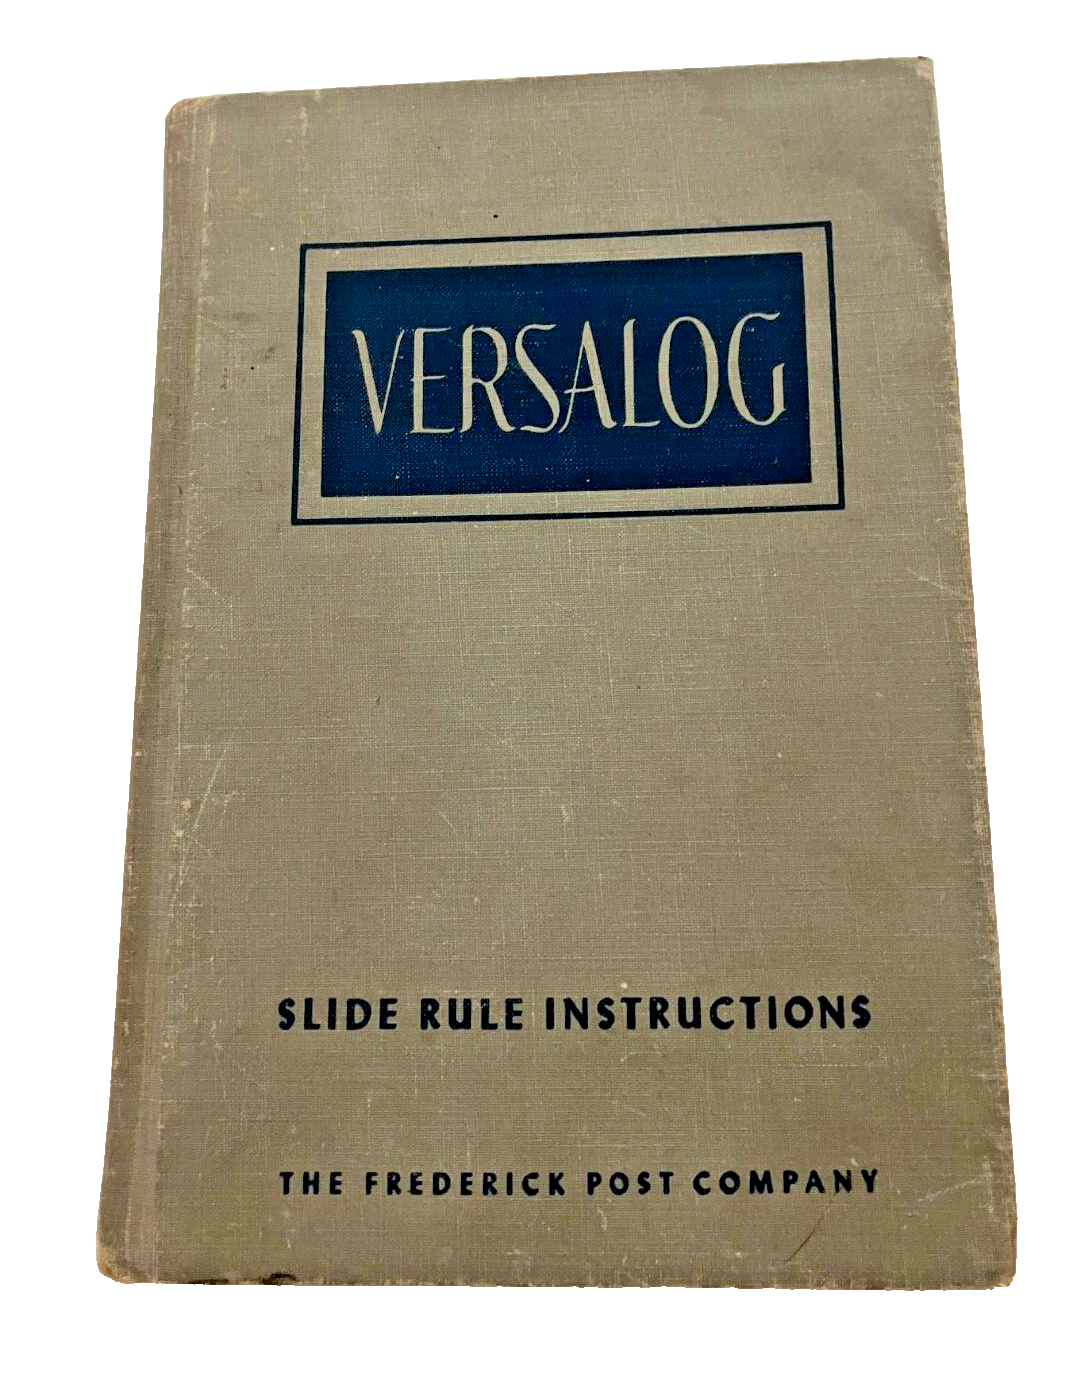 VERSALOG
SLIDE RULE INSTRUCTIONS
THE FREDERICK POST COMPANY